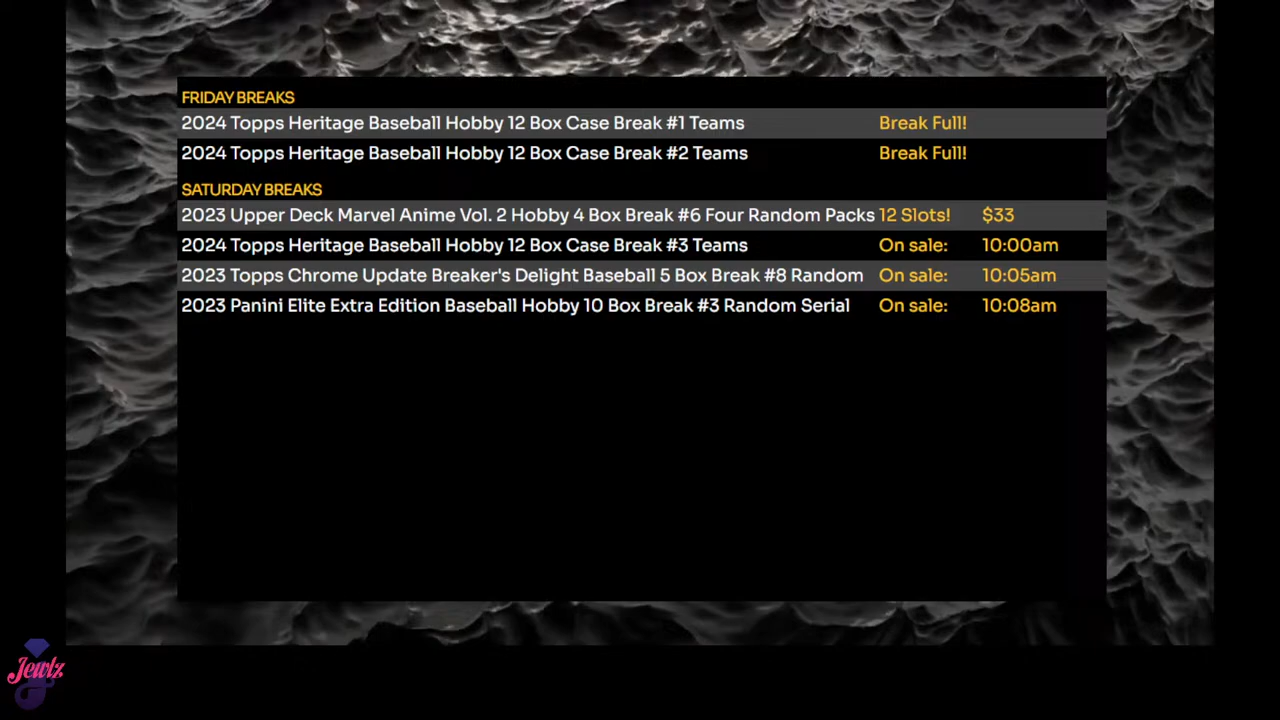 FRIDAY BREAKS
2024 Topps Heritage Baseball Hobby 12 Box Case Break #1 Teams Break Full!
2024 Topps Heritage Baseball Hobby 12 Box Case Break #2 Teams Break Full!
SATURDAY BREAKS
2023 Upper Deck Marvel Anime Vol. 2 Hobby 4 Box Break #6 Four Random Packs 12 Slots! $33
2024 Topps Heritage Baseball Hobby 12 Box Case Break #3 Teams On sale: 10:00am
2023 Topps Chrome Update Breaker's Delight Baseball 5 Box Break #8 Random On sale: 10:05am
2023 Panini Elite Extra Edition Baseball Hobby 10 Box Break #3 Random Serial On sale: 10:08am
Jewlz